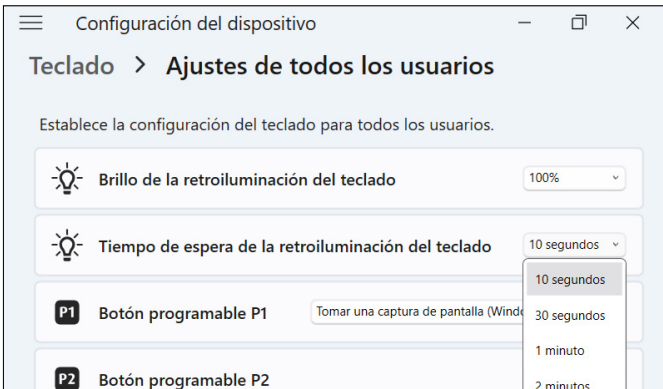 Configuración del dispositivo
Teclado > Ajustes de todos los usuarios
Establece la configuración del teclado para todos los usuarios.
Brillo de la retroiluminación del teclado 100%
Tiempo de espera de la retroiluminación del teclado 10 segundos
10 segundos
P1 Botón programable P1 Tomar una captura de pantalla
30 segundos
1 minuto
P2 Botón programable P2
2 minutos